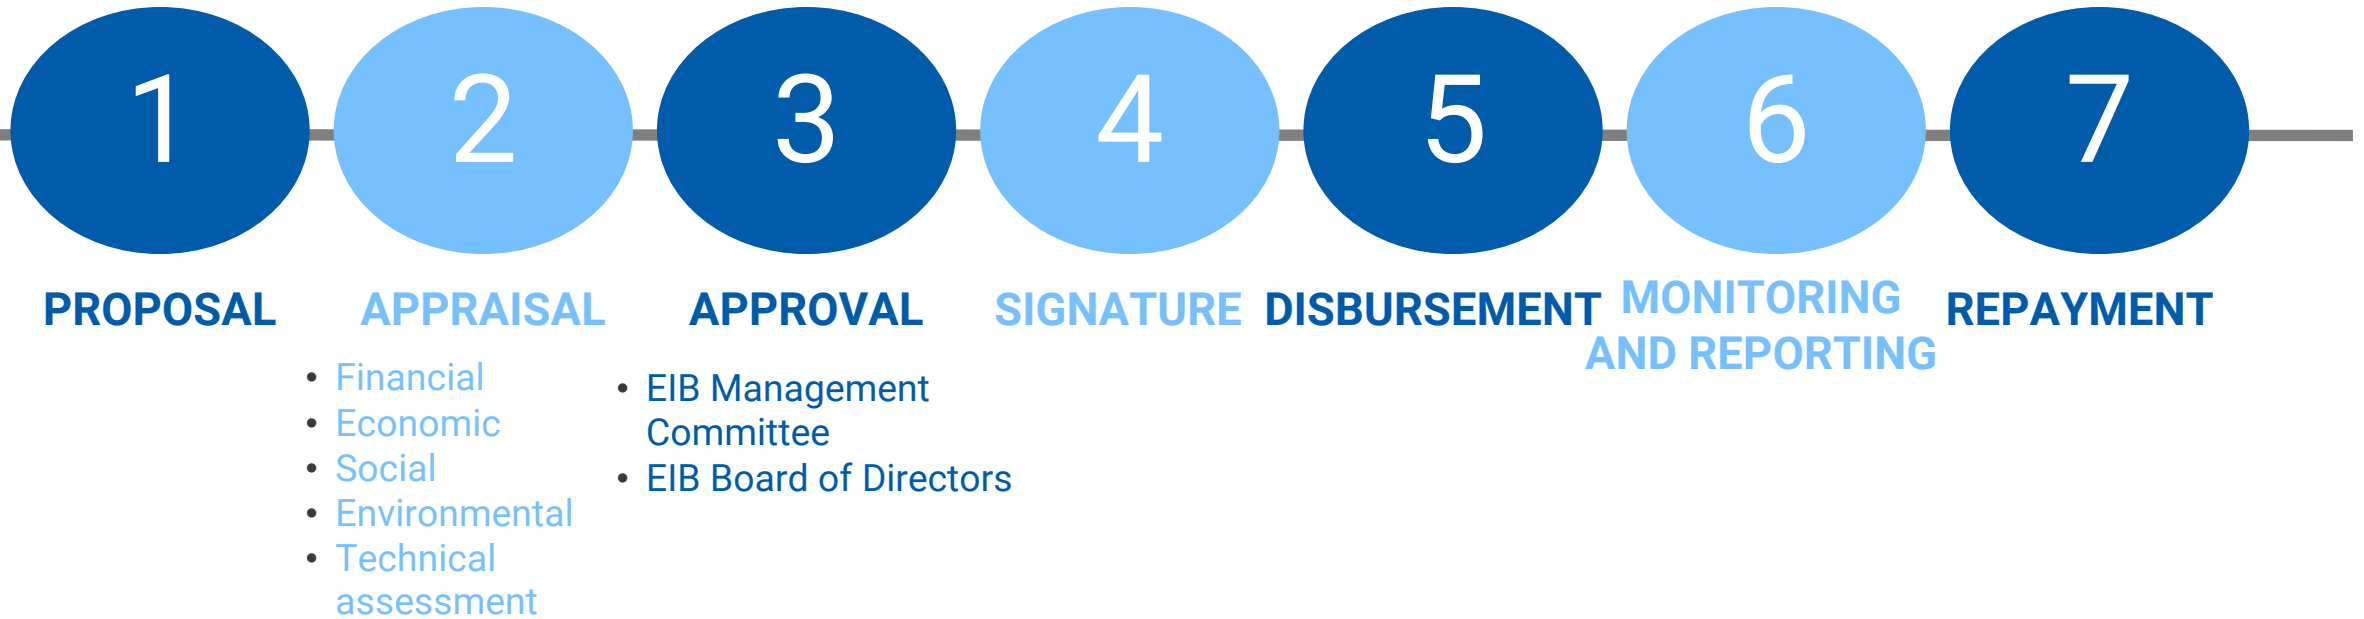 1
2
3
4
5
6
7
PROPOSAL
APPRAISAL
• Financial
• Economic
• Social
• Environmental
• Technical
assessment
APPROVAL
• EIB Management
Committee
• EIB Board of Directors
SIGNATURE
DISBURSEMENT
MONITORING
AND REPORTING
REPAYMENT